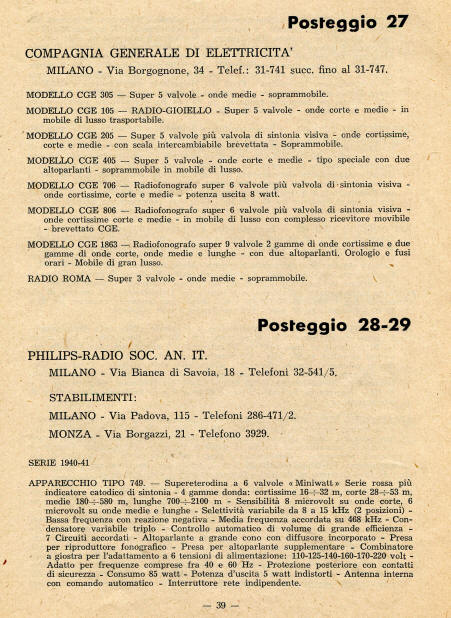 Posteggio 27
COMPAGNIA GENERALE DI ELETTRICITA'
MILANO - Via Borgognone, 34 - Telef.: 31-741 succ. fino al 31-747.
MODELLO CGE 305 — Super 5 valvole - onde medie - soprammobile.
MODELLO CGE 105 — RADIO-GIOIELLO - Super 5 valvole - onde corte e medie - in
mobile di lusso trasportabile.
MODELLO CGE 205 — Super 5 valvole più valvola di sintonia visiva - onde cortissime,
corte e medie - con scala intercambiabile brevettata - Soprammobile.
MODELLO CGE 405 — Super 5 valvole - onde corte e medie - tipo speciale con due
altoparlanti - soprammobile in mobile di lusso.
MODELLO CGE 706 — Radiofonografo super 6 valvole più valvola di sintonia visiva -
onde cortissime, corte e medie - potenza uscita 8 watt.
MODELLO CGE 806 — Radiofonografo super 6 valvole più valvola di sintonia visiva -
onde cortissime corte e medie - in mobile di lusso con complesso ricevitore movibile
- brevettato CGE.
MODELLO CGE 1863 — Radiofonografo super 9 valvole 2 gamme di onde cortissime e due
gamme di onde corte, onde medie e lunghe - con due altoparlanti. Orologio e fusi
orari - Mobile di gran lusso.
RADIO ROMA — Super 3 valvole - onde medie - soprammobile.
Posteggio 28-29
PHILIPS-RADIO SOC. AN. IT.
MILANO - Via Bianca di Savoia, 18 - Telefoni 32-541/5.
STABILIMENTI:
MILANO - Via Padova, 115 - Telefoni 286-471/2.
MONZA - Via Borgazzi, 21 - Telefono 3929.
SERIE 1940-41
APPARECCHIO TIPO 749. — Supereterodina a 6 valvole «Miniwatt» Serie rossa più
indicatore catodico di sintonia - 4 gamme donda: cortissime 16÷32 m, corte 28÷53 m,
medie 180÷580 m, lunghe 700÷2100 m - Sensibilità 8 microvolt su onde corte, 6
microvolt su onde medie e lunghe - Selettività variabile da 8 a 15 kHz (2 posizioni) -
Bassa frequenza con reazione negativa - Media frequenza accordata su 468 kHz - Con-
densatore variabile triplo - Controllo automatico di volume di grande efficienza -
7 Circuiti accordati - Altoparlante a grande cono con diffusore incorporato - Presa
per riproduttore fonografico - Presa per altoparlante supplementare - Combinatore
a giostra per l'adattamento a 6 tensioni di alimentazione: 110-125-140-160-170-220 volt -
Adatto per frequenze comprese fra 40 e 60 Hz - Protezione posteriore con contatti
di sicurezza - Consumo 85 watt - Potenza d'uscita 5 watt indistorti - Antenna interna
con comando automatico - Interruttore rete indipendente.
— 39 —